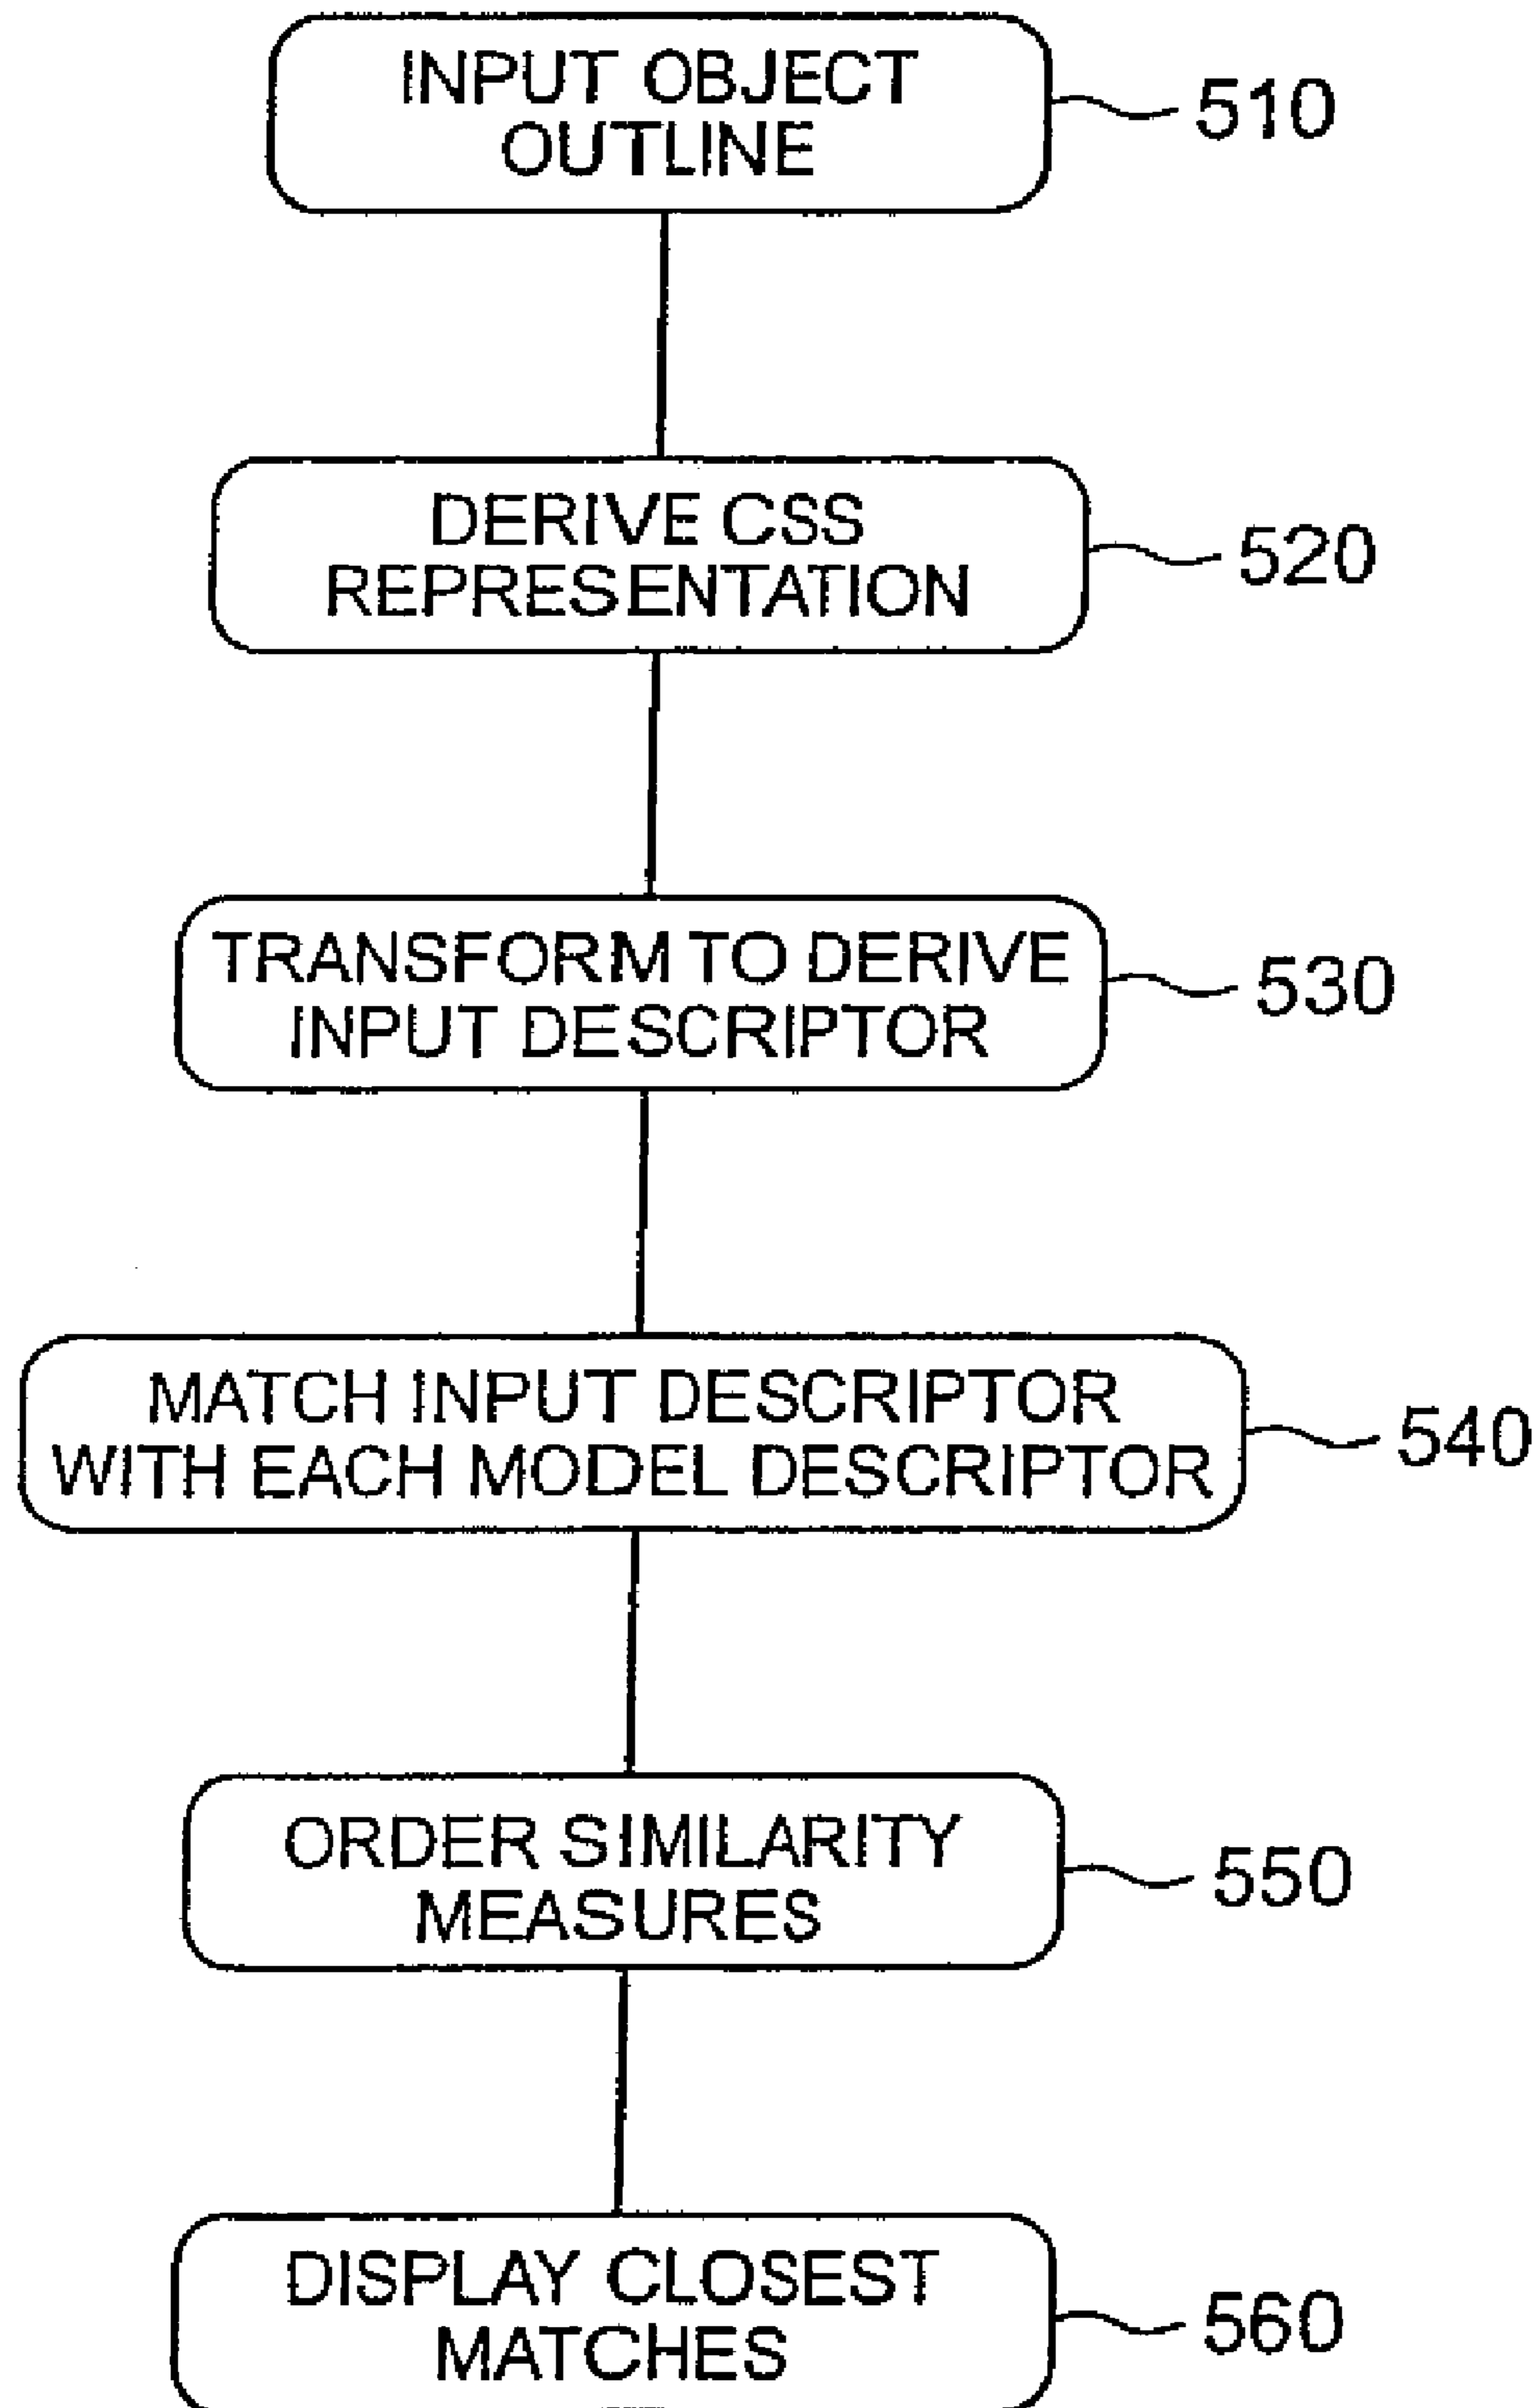 INPUT OBJECT
OUTLINE
510
DERIVE CSS
REPRESENTATION
520
TRANSFORM TO DERIVE
INPUT DESCRIPTOR
530
MATCH INPUT DESCRIPTOR
WITH EACH MODEL DESCRIPTOR
540
ORDER SIMILARITY
MEASURES
550
DISPLAY CLOSEST
MATCHES
560